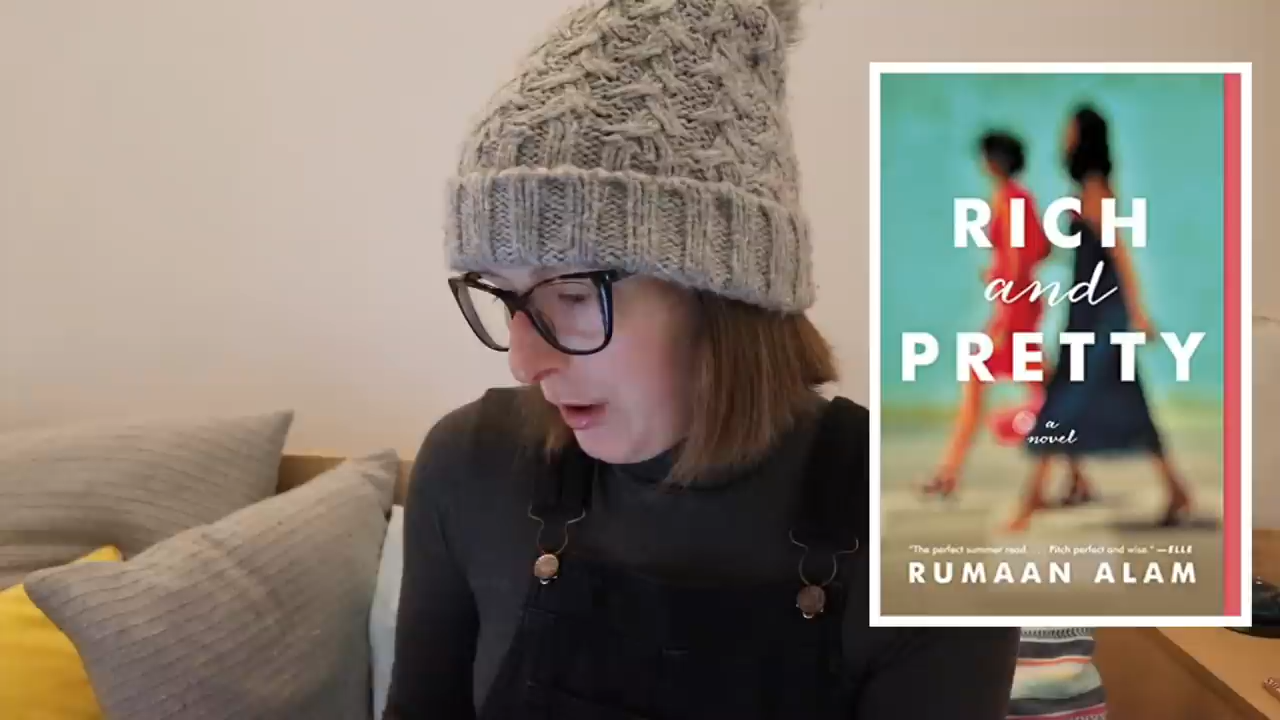 RICH
and
PRETTY
a
novel
"The perfect summer read. . . . Pitch perfect and wise." —ELLE
RUMAAN ALAM